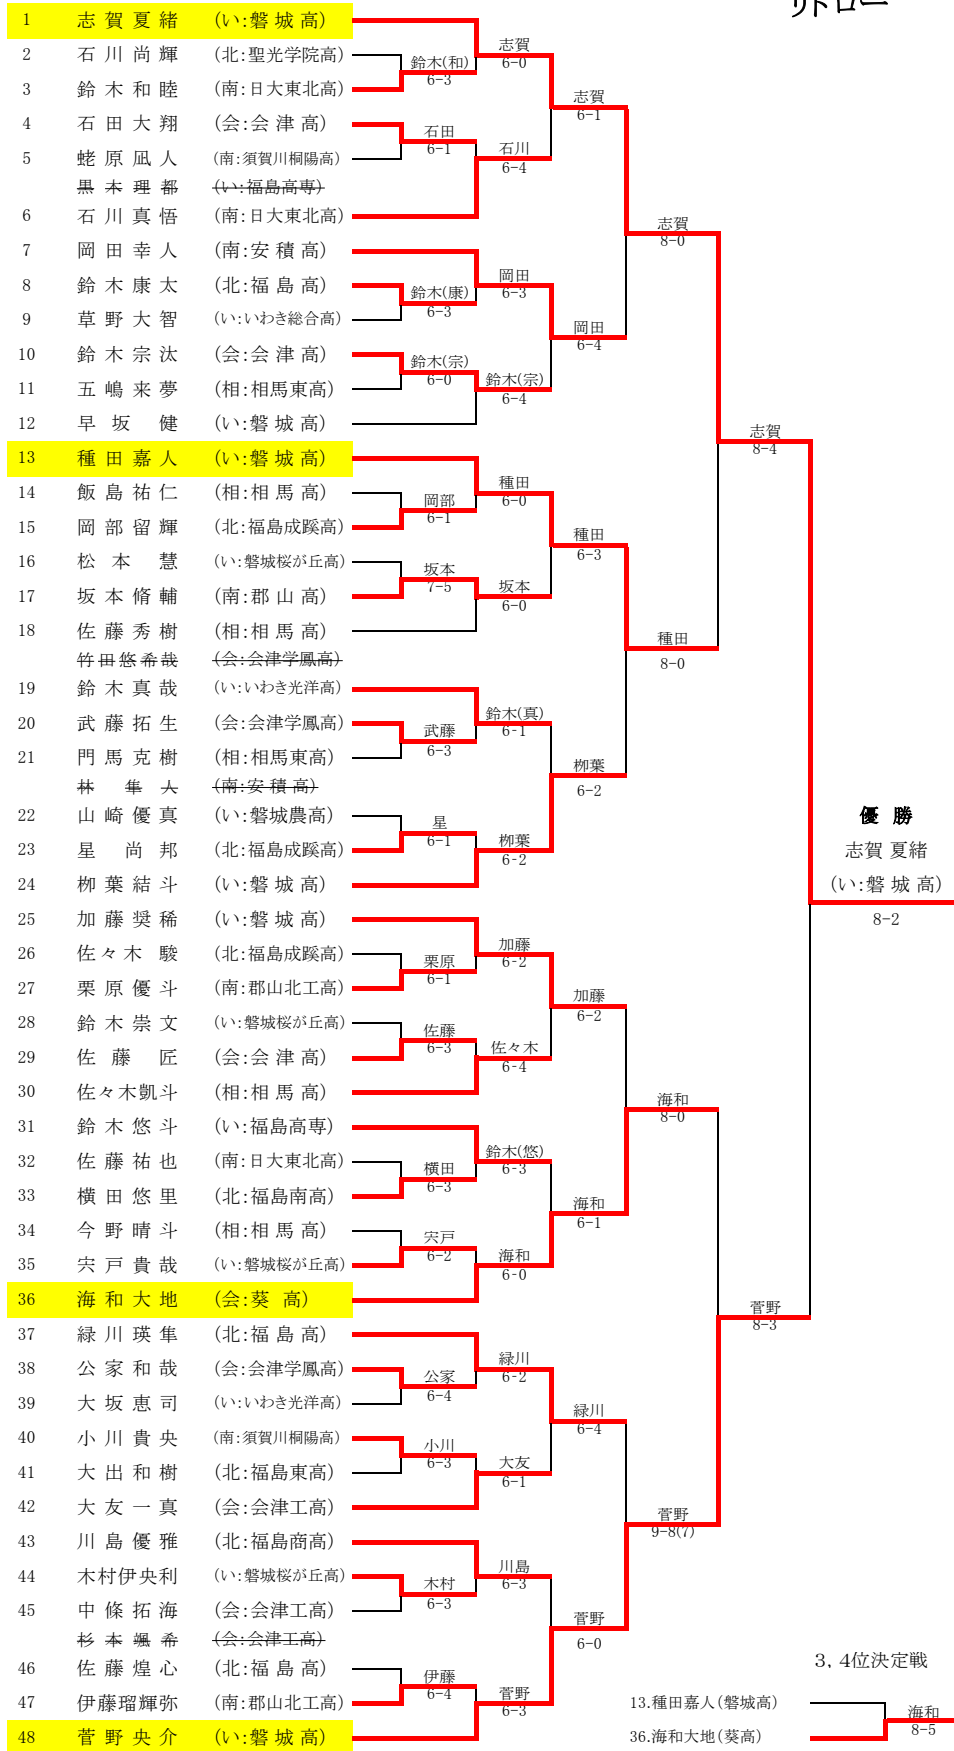 リドロー
1 志賀夏緒 (い:磐城高)
2 石川尚輝 (北:聖光学院高)
3 鈴木和睦 (南:日大東北高)
4 石田大翔 (会:会津高)
5 蛯原凪人 (南:須賀川桐陽高)
黒木理都 (い:福島高専)
6 石川真悟 (南:日大東北高)
7 岡田幸人 (南:安積高)
8 鈴木康太 (北:福島高)
9 草野大智 (い:いわき総合高)
10 鈴木宗汰 (会:会津高)
11 五嶋来夢 (相:相馬東高)
12 早坂健 (い:磐城高)
13 種田嘉人 (い:磐城高)
14 飯島祐仁 (相:相馬高)
15 岡部留輝 (北:福島成蹊高)
16 松本慧 (い:磐城桜が丘高)
17 坂本脩輔 (南:郡山高)
18 佐藤秀樹 (相:相馬高)
竹田悠希哉 (会:会津学鳳高)
19 鈴木真哉 (い:いわき光洋高)
20 武藤拓生 (会:会津学鳳高)
21 門馬克樹 (相:相馬東高)
林隼人 (南:安積高)
22 山崎優真 (い:磐城農高)
23 星尚邦 (北:福島成蹊高)
24 栁葉結斗 (い:磐城高)
25 加藤奨稀 (い:磐城高)
26 佐々木駿 (北:福島成蹊高)
27 栗原優斗 (南:郡山北工高)
28 鈴木崇文 (い:磐城桜が丘高)
29 佐藤匠 (会:会津高)
30 佐々木凱斗 (相:相馬高)
31 鈴木悠斗 (い:福島高専)
32 佐藤祐也 (南:日大東北高)
33 横田悠里 (北:福島南高)
34 今野晴斗 (相:相馬高)
35 宍戸貴哉 (い:磐城桜が丘高)
36 海和大地 (会:葵高)
37 緑川瑛隼 (北:福島高)
38 公家和哉 (会:会津学鳳高)
39 大坂恵司 (い:いわき光洋高)
40 小川貴央 (南:須賀川桐陽高)
41 大出和樹 (北:福島東高)
42 大友一真 (会:会津工高)
43 川島優雅 (北:福島商高)
44 木村伊央利 (い:磐城桜が丘高)
45 中條拓海 (会:会津工高)
杉本颯希 (会:会津工高)
46 佐藤煌心 (北:福島高)
47 伊藤瑠輝弥 (南:郡山北工高)
48 菅野央介 (い:磐城高)
鈴木(和)
6-3
石田
6-1
鈴木(康)
6-3
鈴木(宗)
6-0
岡部
6-1
坂本
7-5
武藤
6-3
星
6-1
栗原
6-1
佐藤
6-3
横田
6-3
宍戸
6-2
公家
6-4
小川
6-3
木村
6-3
伊藤
6-4
志賀
6-0
石川
6-4
岡田
6-3
鈴木(宗)
6-4
種田
6-0
坂本
6-0
鈴木(真)
6-1
栁葉
6-2
加藤
6-2
佐々木
6-4
鈴木(悠)
6-3
海和
6-0
緑川
6-2
大友
6-1
川島
6-3
菅野
6-3
志賀
6-1
岡田
6-4
種田
6-3
栁葉
6-2
加藤
6-2
海和
6-1
緑川
6-4
菅野
6-0
志賀
8-0
種田
8-0
海和
8-0
菅野
9-8(7)
志賀
8-4
菅野
8-3
優勝
志賀 夏緒
(い:磐城高)
8-2
3, 4位決定戦
13.種田嘉人(磐城高)
36.海和大地(葵高)
海和
8-5